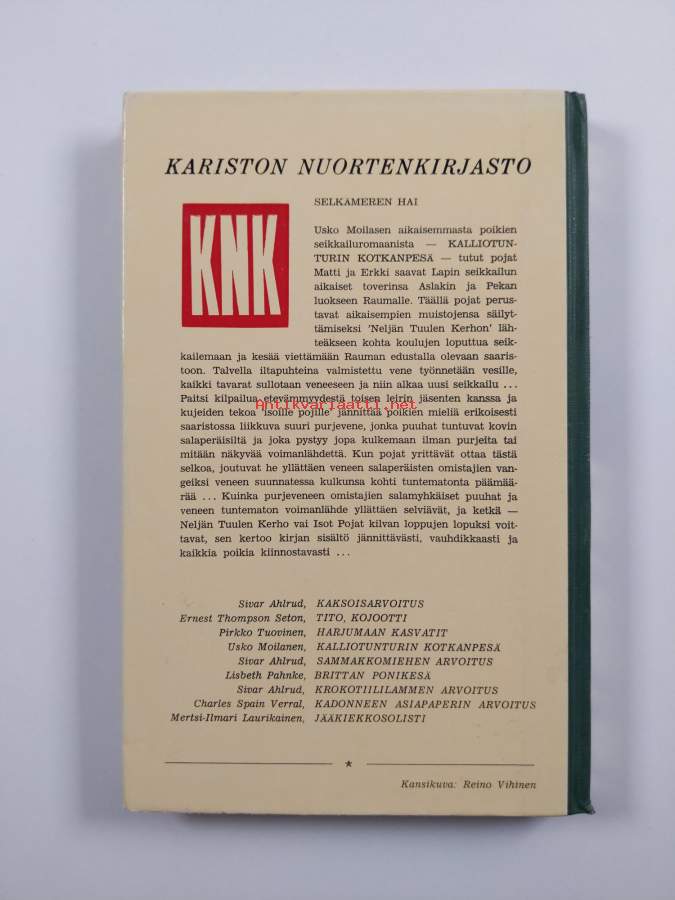 KARISTON NUORTENKIRJASTO
KNK
SELKÄMEREN HAI
Usko Moilasen aikaisemmasta poikien
seikkailuromaanista — KALLIOTUN-
TURIN KOTKANPESÄ — tutut pojat
Matti ja Erkki saavat Lapin seikkailun
aikaiset toverinsa Aslakin ja Pekan
luokseen Raumalle. Täällä pojat perus-
tavat aikaisempien muistojensa säilyt-
tämiseksi 'Neljän Tuulen Kerhon' läh-
teäkseen kohta koulujen loputtua seik-
kailemaan ja kesää viettämään Rauman edustalla olevaan saaris-
toon. Talvella iltapuhteina valmistettu vene työnnetään vesille,
kaikki tavarat sullotaan veneeseen ja niin alkaa uusi seikkailu ...
Paitsi kilpailua etevämmyydestä toisen leirin jäsenten kanssa ja
kujeiden tekoa 'isoille pojille' jännittää poikien mieliä erikoisesti
saaristossa liikkuva suuri purjevene, jonka puuhat tuntuvat kovin
salaperäisiltä ja joka pystyy jopa kulkemaan ilman purjeita tai
mitään näkyvää voimanlähdettä. Kun pojat yrittävät ottaa tästä
selkoa, joutuvat he yllättäen veneen salaperäisten omistajien van-
geiksi veneen suunnatessa kulkunsa kohti tuntematonta päämää-
rää ... Kuinka purjeveneen omistajien salamyhkäiset puuhat ja
veneen tuntematon voimanlähde yllättäen selviävät, ja ketkä —
Neljän Tuulen Kerho vai Isot Pojat kilvan loppujen lopuksi voit-
tavat, sen kertoo kirjan sisältö jännittävästi, vauhdikkaasti ja
kaikkia poikia kiinnostavasti ...
Antikvariaatti.net
Sivar Ahlrud, KAKSOISARVOITUS
Ernest Thompson Seton, TITO, KOJOOTTI
Pirkko Tuovinen, HARJUMAAN KASVATIT
Usko Moilanen, KALLIOTUNTURIN KOTKANPESÄ
Sivar Ahlrud, SAMMAKKOMIEHEN ARVOITUS
Lisbeth Pahnke, BRITTAN PONIKESÄ
Sivar Ahlrud, KROKOTIILILAMMEN ARVOITUS
Charles Spain Verral, KADONNEEN ASIAPAPERIN ARVOITUS
Mertsi-Ilmari Laurikainen, JÄÄKIEKKOSOLISTI
*
Kansikuva: Reino Vihinen